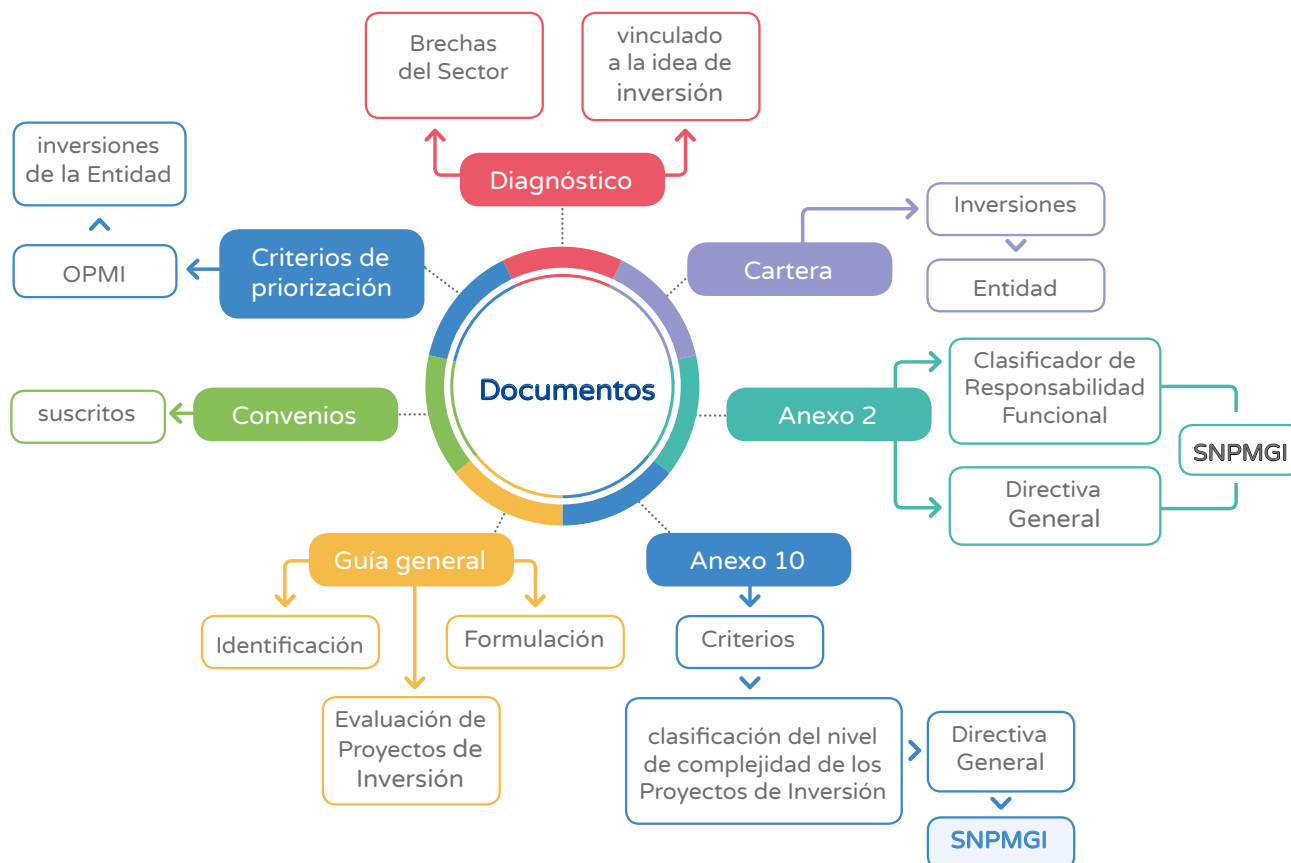 Documentos
Diagnóstico
Brechas
del Sector
vinculado
a la idea de
inversión
Cartera
Inversiones
Entidad
Anexo 2
Clasificador de
Responsabilidad
Funcional
Directiva
General
SNPMGI
Anexo 10
Criterios
clasificación del nivel
de complejidad de los
Proyectos de Inversión
Directiva
General
SNPMGI
Guía general
Identificación
Evaluación de
Proyectos de
Inversión
Formulación
Convenios
suscritos
Criterios de
priorización
OPMI
inversiones
de la Entidad